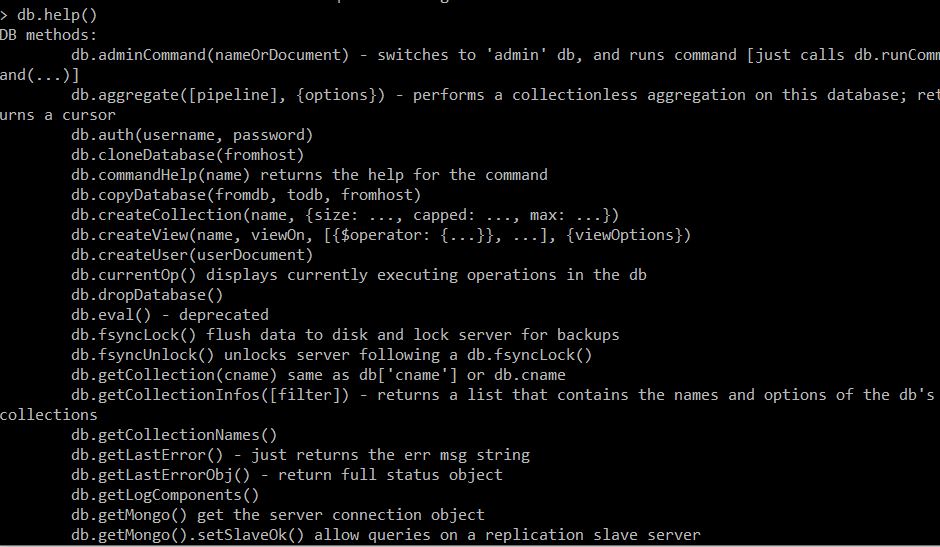 > db.help()
DB methods:
db.adminCommand(nameOrDocument) - switches to 'admin' db, and runs command [just calls db.runComm
and(...)]
db.aggregate([pipeline], {options}) - performs a collectionless aggregation on this database; ret
urns a cursor
db.auth(username, password)
db.cloneDatabase(fromhost)
db.commandHelp(name) returns the help for the command
db.copyDatabase(fromdb, todb, fromhost)
db.createCollection(name, {size: ..., capped: ..., max: ...})
db.createView(name, viewOn, [{$operator: {...}}, ...], {viewOptions})
db.createUser(userDocument)
db.currentOp() displays currently executing operations in the db
db.dropDatabase()
db.eval() - deprecated
db.fsyncLock() flush data to disk and lock server for backups
db.fsyncUnlock() unlocks server following a db.fsyncLock()
db.getCollection(cname) same as db['cname'] or db.cname
db.getCollectionInfos([filter]) - returns a list that contains the names and options of the db's
collections
db.getCollectionNames()
db.getLastError() - just returns the err msg string
db.getLastErrorObj() - return full status object
db.getLogComponents()
db.getMongo() get the server connection object
db.getMongo().setSlaveOk() allow queries on a replication slave server